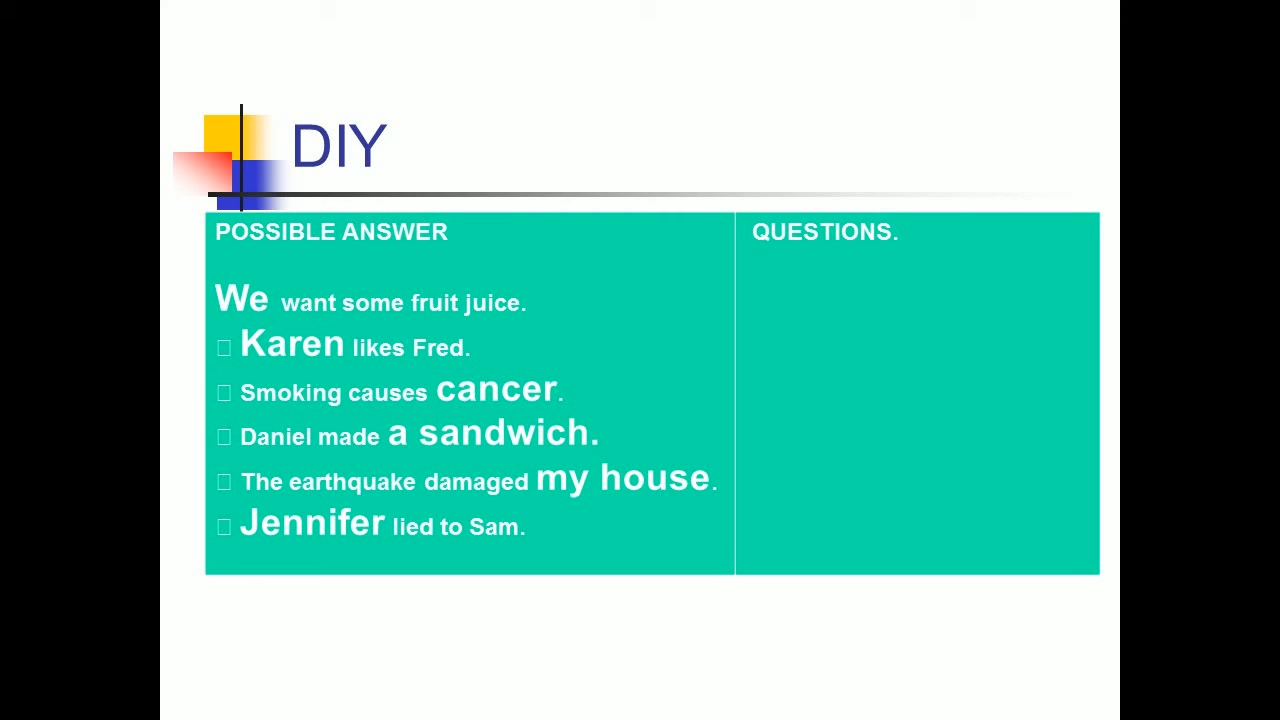 DIY
POSSIBLE ANSWER
QUESTIONS.
We want some fruit juice.
Karen likes Fred.
Smoking causes cancer.
Daniel made a sandwich.
The earthquake damaged my house.
Jennifer lied to Sam.